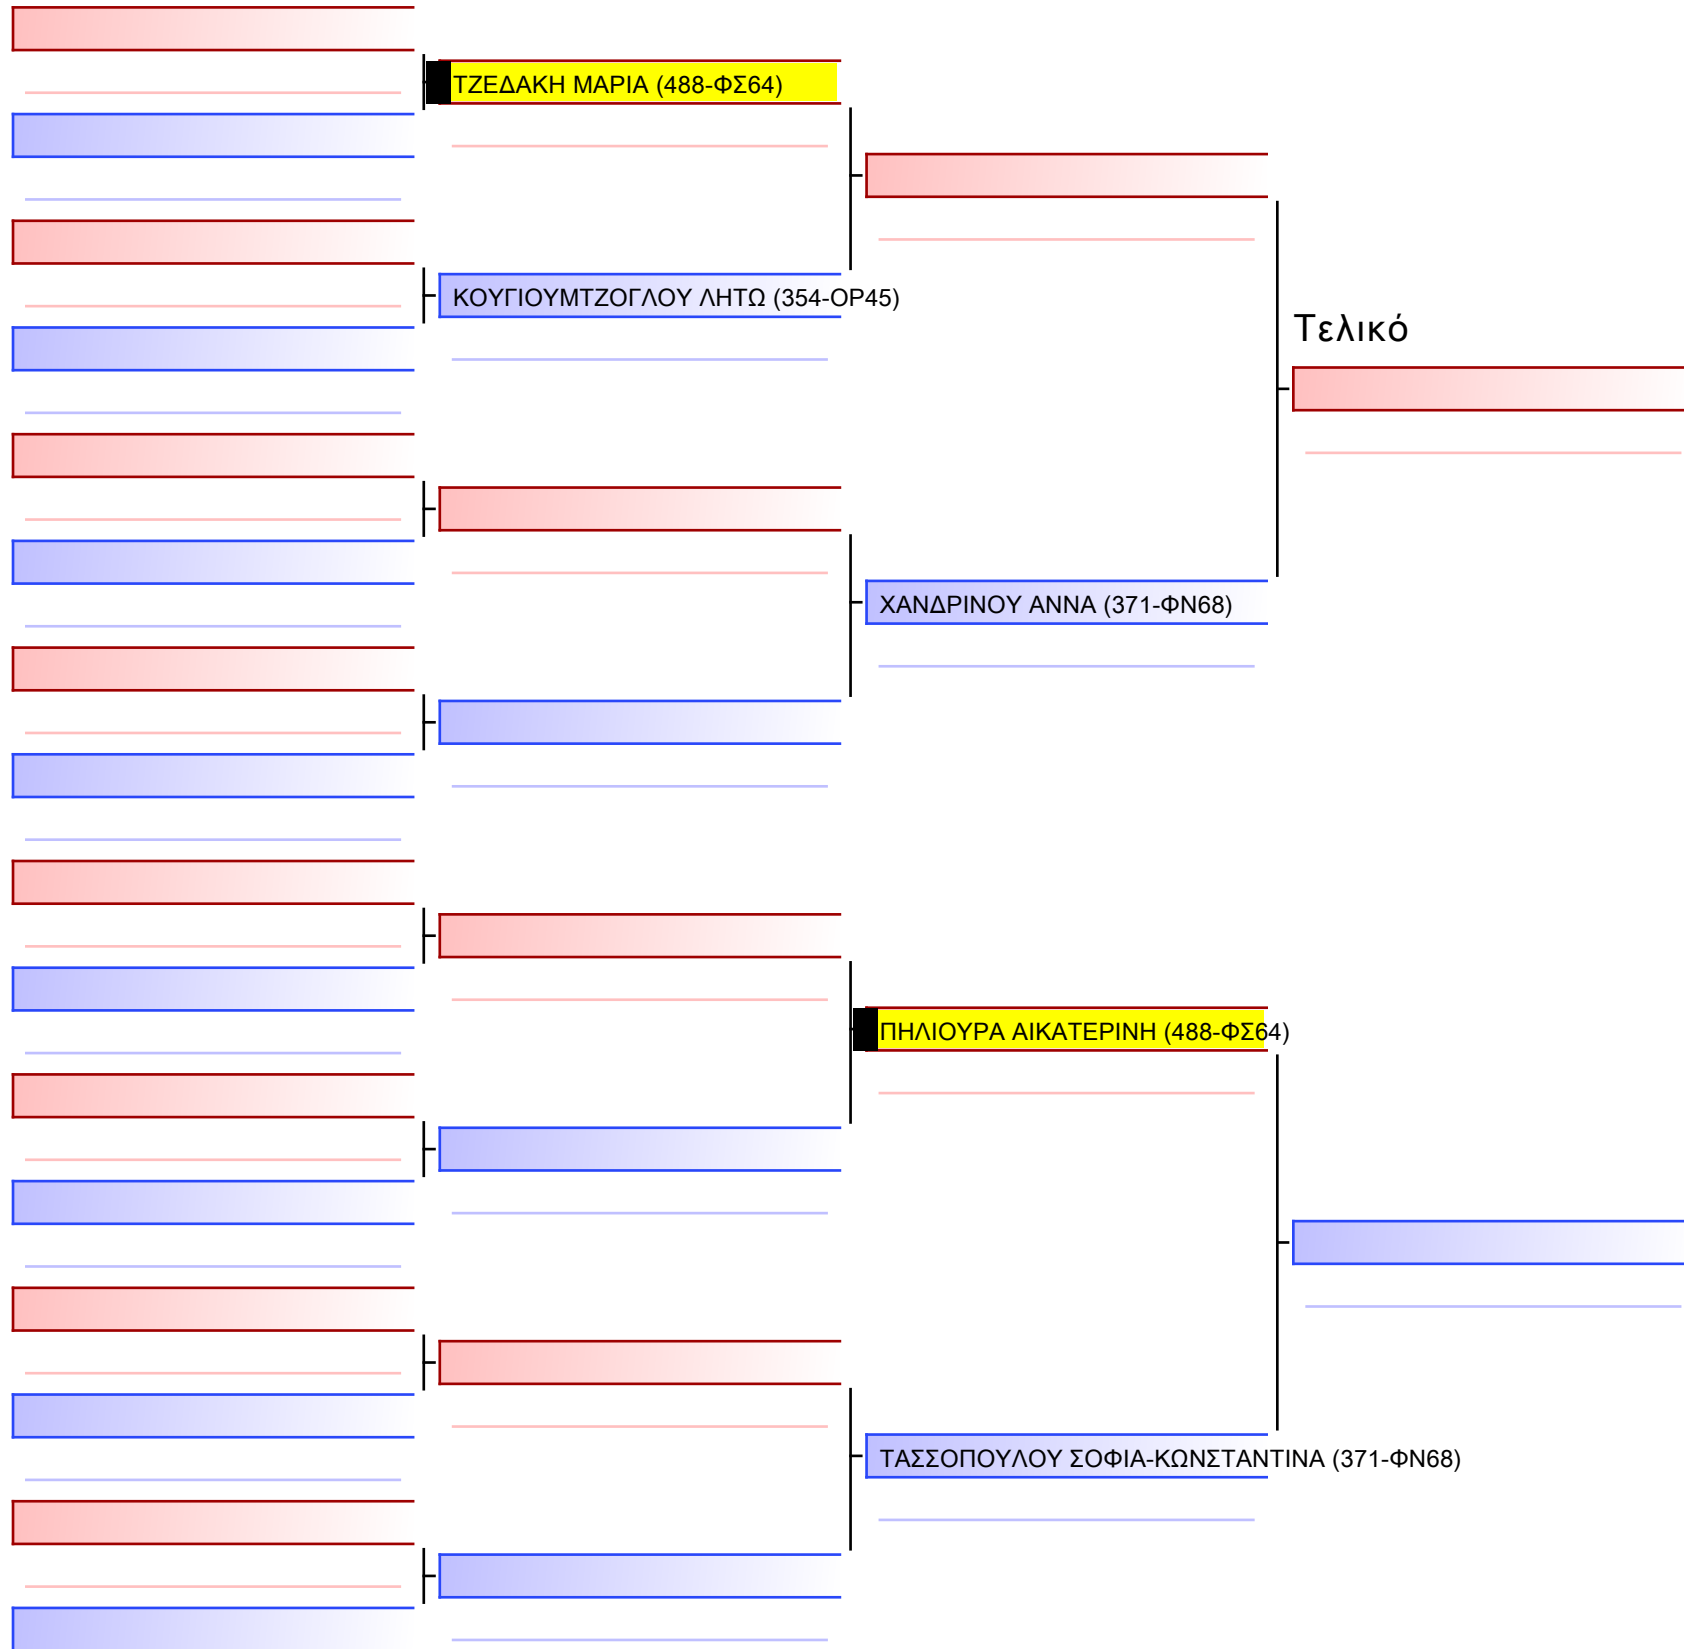 ΤΖΕΔΑΚΗ ΜΑΡΙΑ (488-ΦΣ64)
ΚΟΥΓΙΟΥΜΤΖΟΓΛΟΥ ΛΗΤΩ (354-ΟΡ45)
Τελικό
ΧΑΝΔΡΙΝΟΥ ΑΝΝΑ (371-ΦΝ68)
ΠΗΛΙΟΥΡΑ ΑΙΚΑΤΕΡΙΝΗ (488-ΦΣ64)
ΤΑΣΣΟΠΟΥΛΟΥ ΣΟΦΙΑ-ΚΩΝΣΤΑΝΤΙΝΑ (371-ΦΝ68)